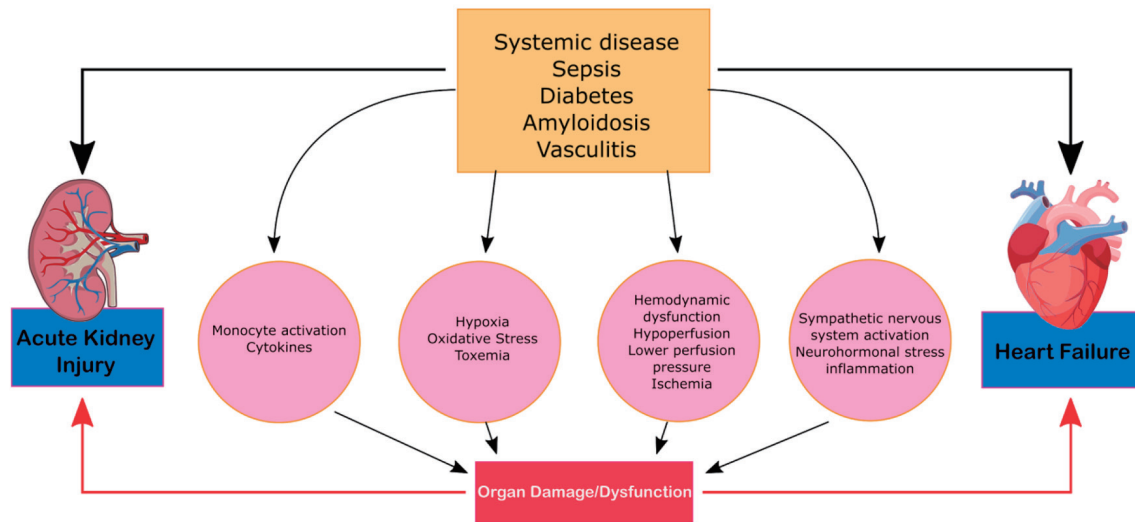 Systemic disease
Sepsis
Diabetes
Amyloidosis
Vasculitis
Acute Kidney
Injury
Monocyte activation
Cytokines
Hypoxia
Oxidative Stress
Toxemia
Hemodynamic
dysfunction
Hypoperfusion
Lower perfusion
pressure
Ischemia
Sympathetic nervous
system activation
Neurohormonal stress
inflammation
Heart Failure
Organ Damage/Dysfunction